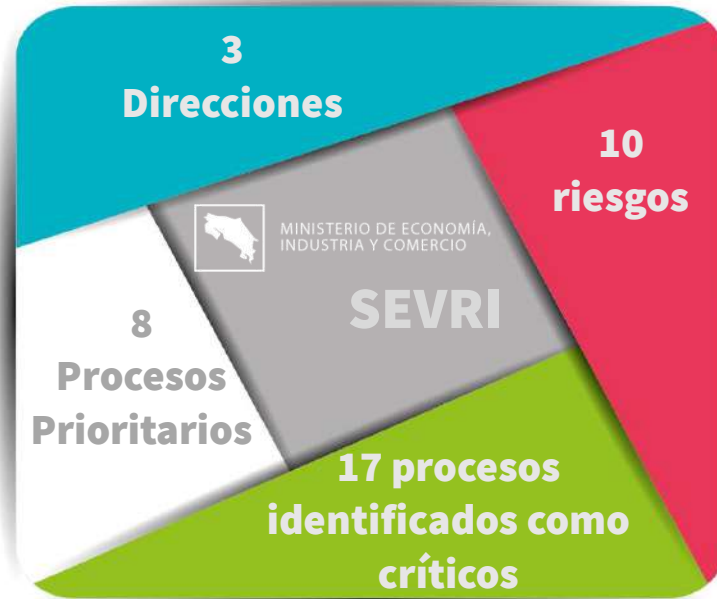 3
Direcciones
10
riesgos
MINISTERIO DE ECONOMÍA,
INDUSTRIA Y COMERCIO
SEVRI
8
Procesos
Prioritarios
17 procesos
identificados como
críticos